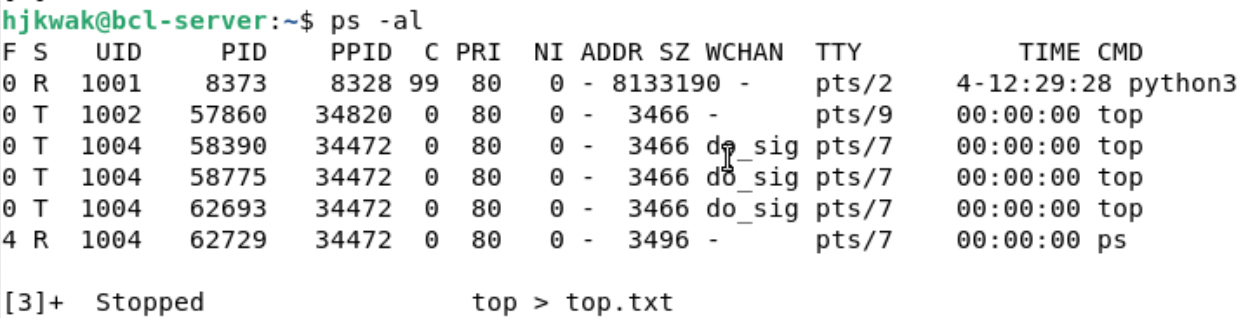 hjkwak@bcl-server:~$ ps -al
F S   UID     PID    PPID  C PRI  NI ADDR SZ WCHAN  TTY          TIME CMD
0 R  1001    8373    8328 99  80   0 - 8133190 -    pts/2    4-12:29:28 python3
0 T  1002   57860   34820  0  80   0 -  3466 -      pts/9    00:00:00 top
0 T  1004   58390   34472  0  80   0 -  3466 do_sig pts/7    00:00:00 top
0 T  1004   58775   34472  0  80   0 -  3466 do_sig pts/7    00:00:00 top
0 T  1004   62693   34472  0  80   0 -  3466 do_sig pts/7    00:00:00 top
4 R  1004   62729   34472  0  80   0 -  3496 -      pts/7    00:00:00 ps
[3]+  Stopped                 top > top.txt